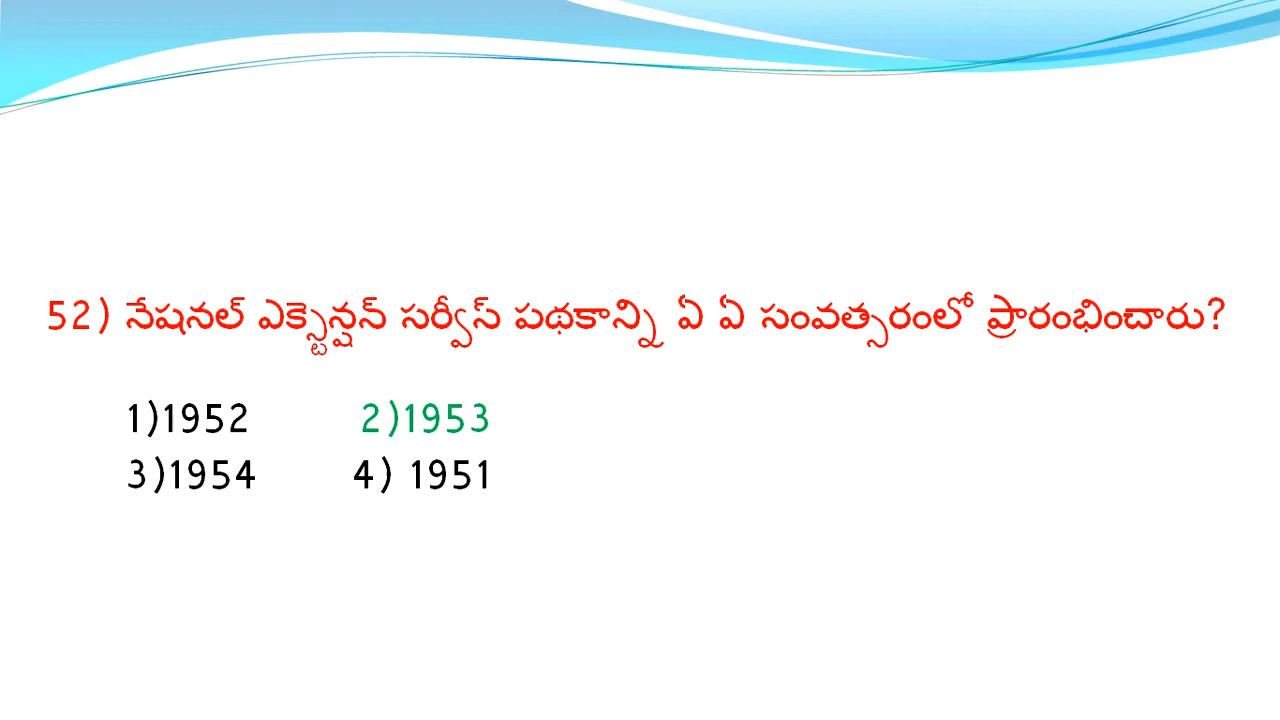 52) నేషనల్ ఎక్స్టెన్షన్ సర్వీస్ పథకాన్ని ఏ ఏ సంవత్సరంలో ప్రారంభించారు?
1)1952 2)1953
3)1954 4) 1951